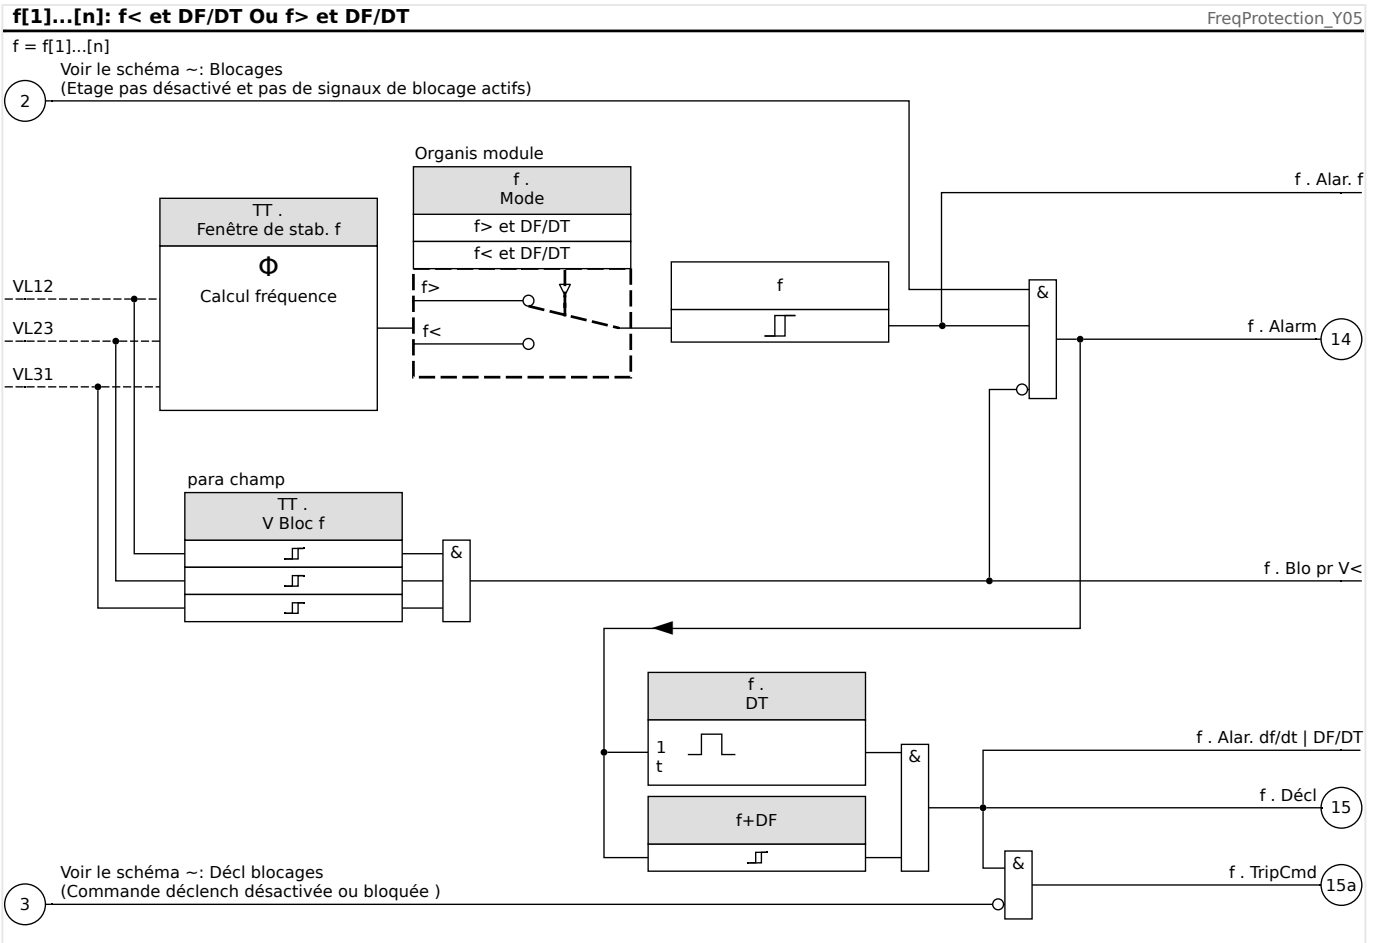 f[1]...[n]: f< et DF/DT Ou f> et DF/DT
FreqProtection_Y05
f = f[1]...[n]
Voir le schéma ~: Blocages
(Etage pas désactivé et pas de signaux de blocage actifs)
2
Organis module
f .
Mode
f> et DF/DT
f< et DF/DT
f>
f<
TT .
Fenêtre de stab. f
Φ
Calcul fréquence
VL12
VL23
VL31
f
&
f . Alar. f
f . Alarm
14
para champ
TT .
V Bloc f
&
f . Blo pr V<
f .
DT
1
t
f+DF
&
f . Alar. df/dt | DF/DT
f . Décl
15
&
f . TripCmd
15a
Voir le schéma ~: Décl blocages
(Commande déclench désactivée ou bloquée )
3